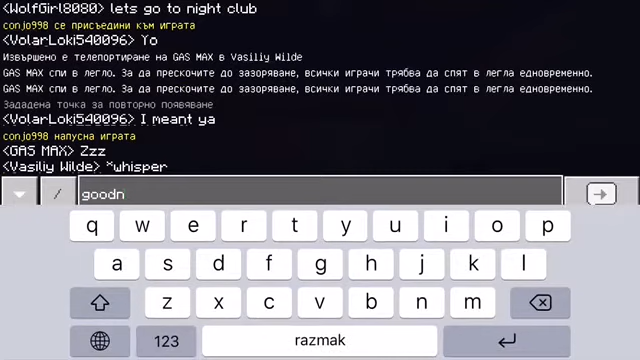 <WolfGirl8080> lets go to night club
conjo998 се присъедини към играта
<VolarLoki540096> Yo
Извършено е телепортиране на GAS MAX в Vasiliy Wilde
GAS MAX спи в легло. За да прескочите до зазоряване, всички играчи трябва да спят в легла едновременно.
GAS MAX спи в легло. За да прескочите до зазоряване, всички играчи трябва да спят в легла едновременно.
Зададена точка за повторно появяване
<VolarLoki540096> I meant ya
conjo998 напусна играта
<GAS MAX> Zzz
<Vasiliy Wilde> *whisper
/ goodn
q w e r t y u i o p
a s d f g h j k l
z x c v b n m
123 razmak